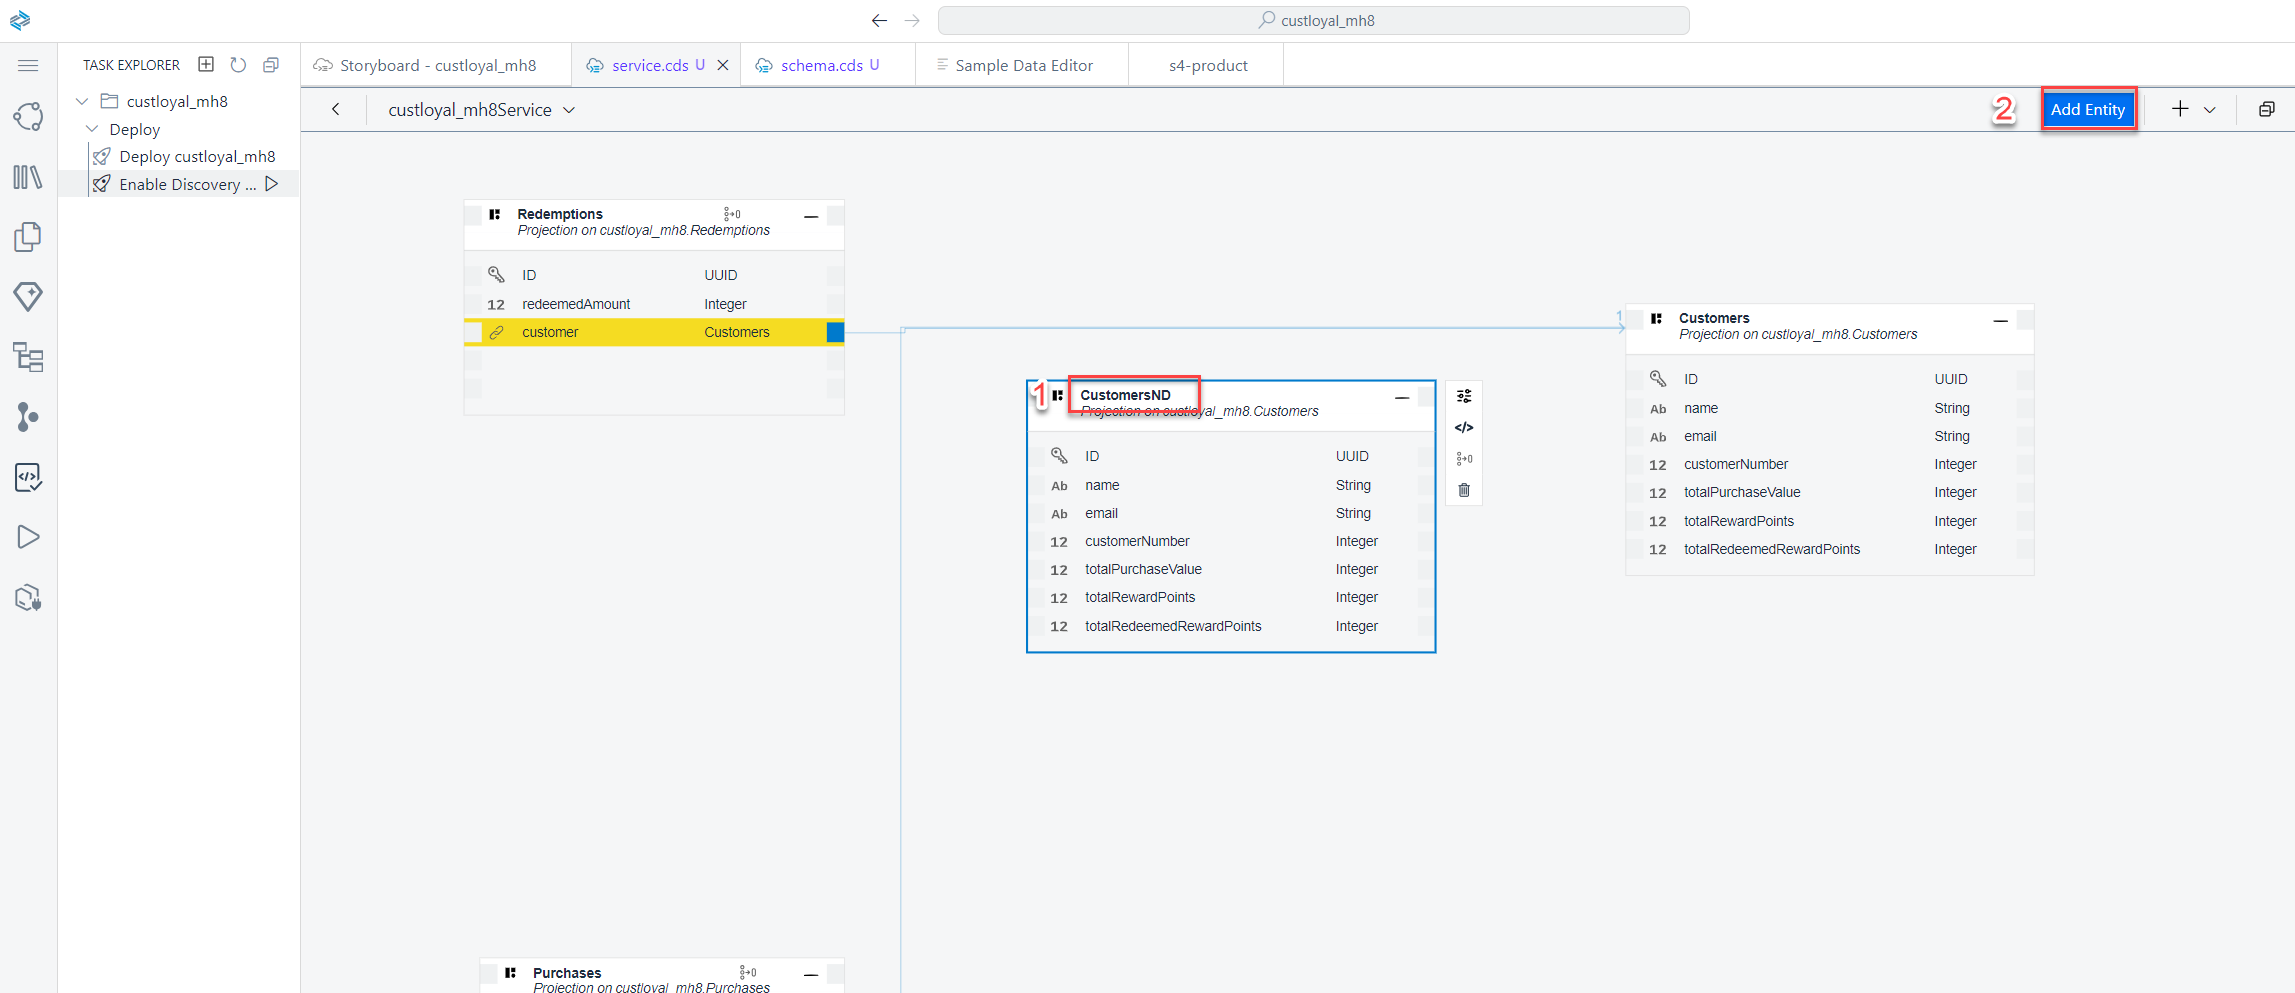 custloyal_mh8
TASK EXPLORER
Storyboard - custloyal_mh8
service.cds U
schema.cds U
Sample Data Editor
s4-product
custloyal_mh8
Deploy
Deploy custloyal_mh8
Enable Discovery ...
custloyal_mh8Service
2
Add Entity
Redemptions
Projection on custloyal_mh8.Redemptions
ID UUID
12 redeemedAmount Integer
customer Customers
1
Customers
Projection on custloyal_mh8.Customers
ID UUID
Ab name String
Ab email String
12 customerNumber Integer
12 totalPurchaseValue Integer
12 totalRewardPoints Integer
12 totalRedeemedRewardPoints Integer
1
CustomersND
Projection on custloyal_mh8.Customers
ID UUID
Ab name String
Ab email String
12 customerNumber Integer
12 totalPurchaseValue Integer
12 totalRewardPoints Integer
12 totalRedeemedRewardPoints Integer
Purchases
Projection on custloyal_mh8.Purchases